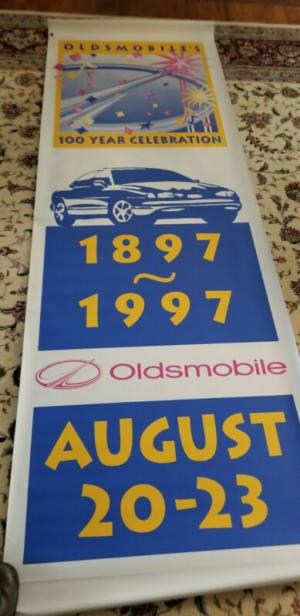 OLDSMOBILE'S
100 YEAR CELEBRATION
1897
~
1997
Oldsmobile
AUGUST
20-23